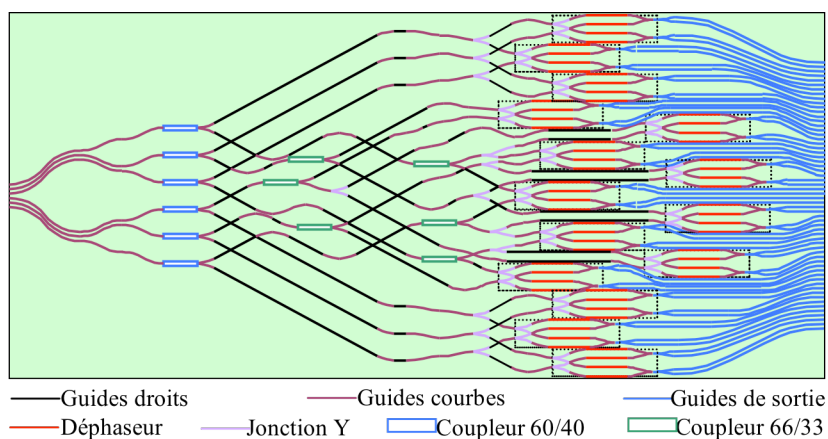 Guides droits
Guides courbes
Guides de sortie
Déphaseur
Jonction Y
Coupleur 60/40
Coupleur 66/33